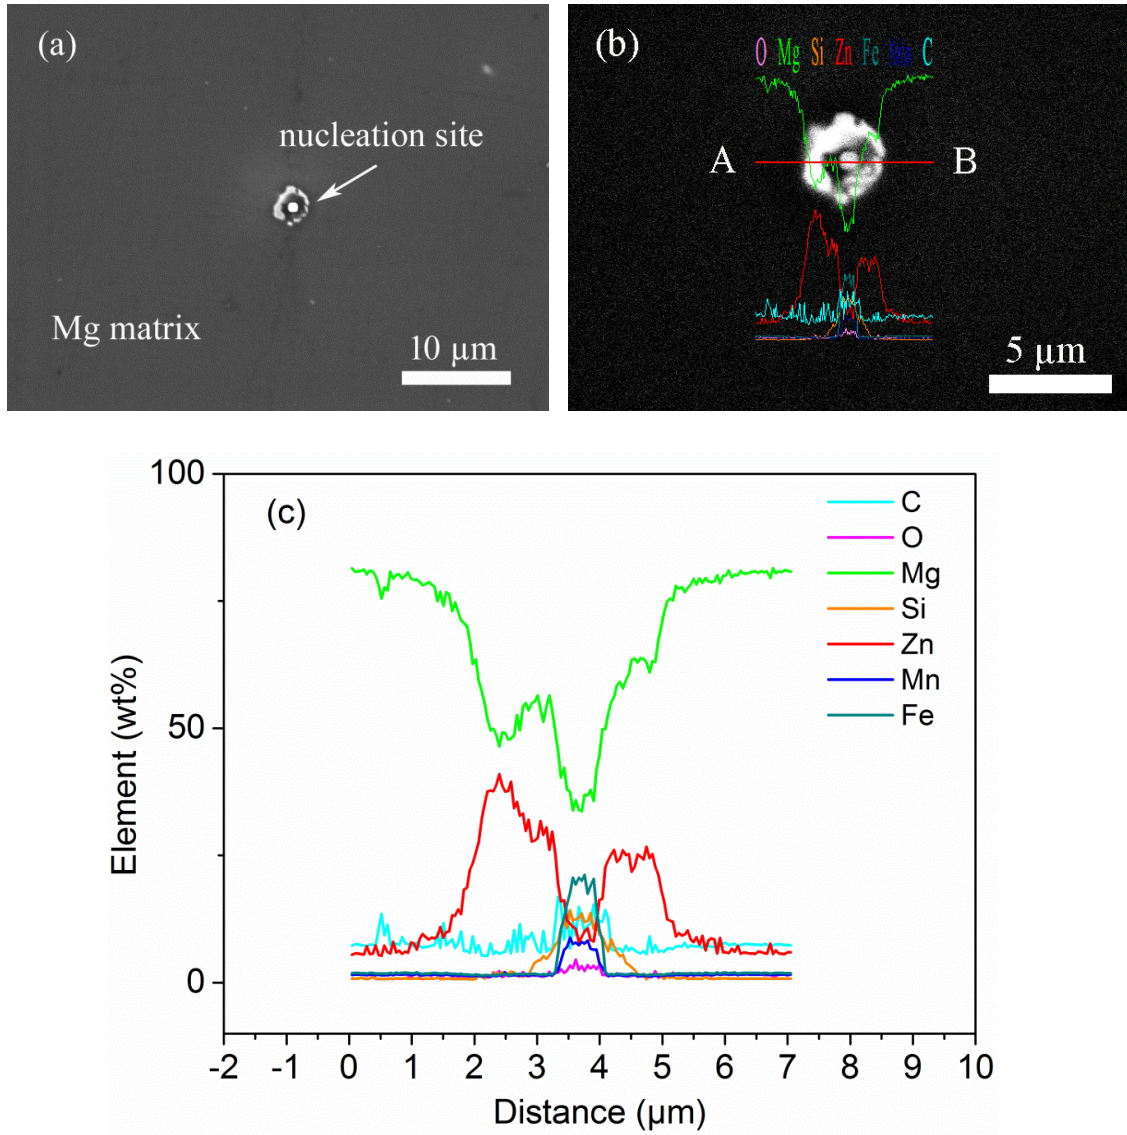 (a)
nucleation site
Mg matrix
10 µm
(b)
O Mg Si Zn Fe C
A B
5 µm
(c)
100
50
0
Element (wt%)
C
O
Mg
Si
Zn
Mn
Fe
-2 -1 0 1 2 3 4 5 6 7 8 9 10
Distance (µm)